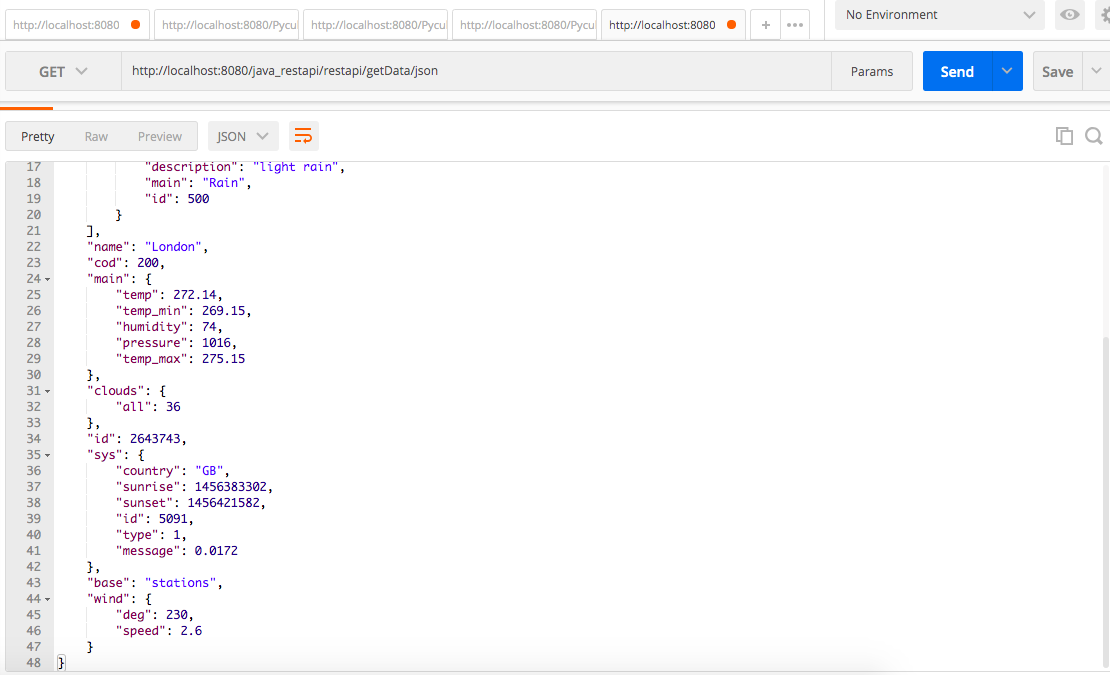 http://localhost:8080 http://localhost:8080/Pycu http://localhost:8080/Pycu http://localhost:8080/Pycu http://localhost:8080 + ••• No Environment
GET http://localhost:8080/java_restapi/restapi/getData/json Params Send Save
Pretty Raw Preview JSON
17 "description": "light rain",
18 "main": "Rain",
19 "id": 500
20 }
21 ],
22 "name": "London",
23 "cod": 200,
24 "main": {
25 "temp": 272.14,
26 "temp_min": 269.15,
27 "humidity": 74,
28 "pressure": 1016,
29 "temp_max": 275.15
30 },
31 "clouds": {
32 "all": 36
33 },
34 "id": 2643743,
35 "sys": {
36 "country": "GB",
37 "sunrise": 1456383302,
38 "sunset": 1456421582,
39 "id": 5091,
40 "type": 1,
41 "message": 0.0172
42 },
43 "base": "stations",
44 "wind": {
45 "deg": 230,
46 "speed": 2.6
47 }
48 }